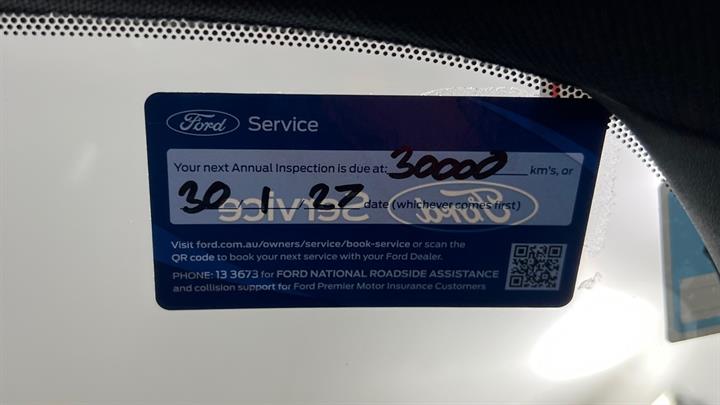 Ford Service
Your next Annual Inspection is due at: 30000 km's, or
30 / 1 / 27 date (whichever comes first)
Service Ford
Visit ford.com.au/owners/service/book-service or scan the
QR code to book your next service with your Ford Dealer.
PHONE: 13 3673 for FORD NATIONAL ROADSIDE ASSISTANCE
and collision support for Ford Premier Motor Insurance Customers